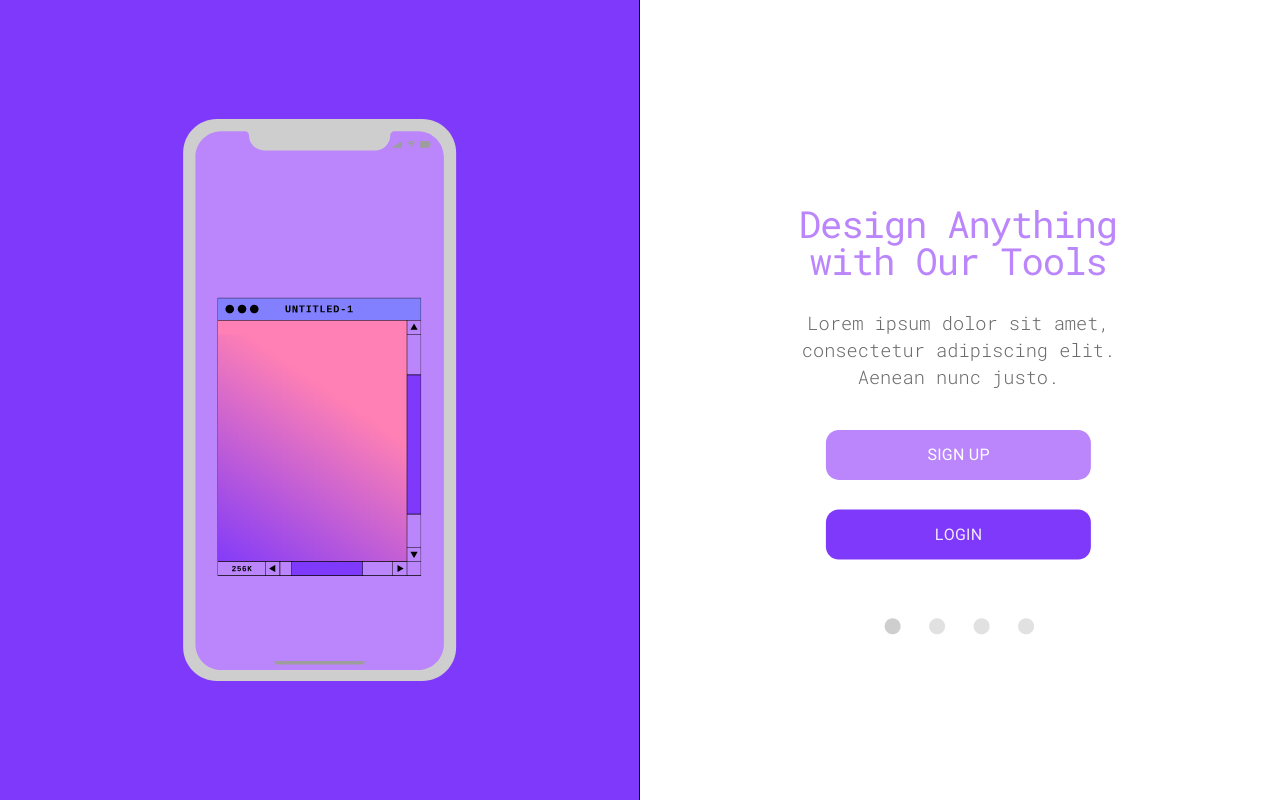 UNTITLED-1
256K
Design Anything
with Our Tools
Lorem ipsum dolor sit amet,
consectetur adipiscing elit.
Aenean nunc justo.
SIGN UP
LOGIN